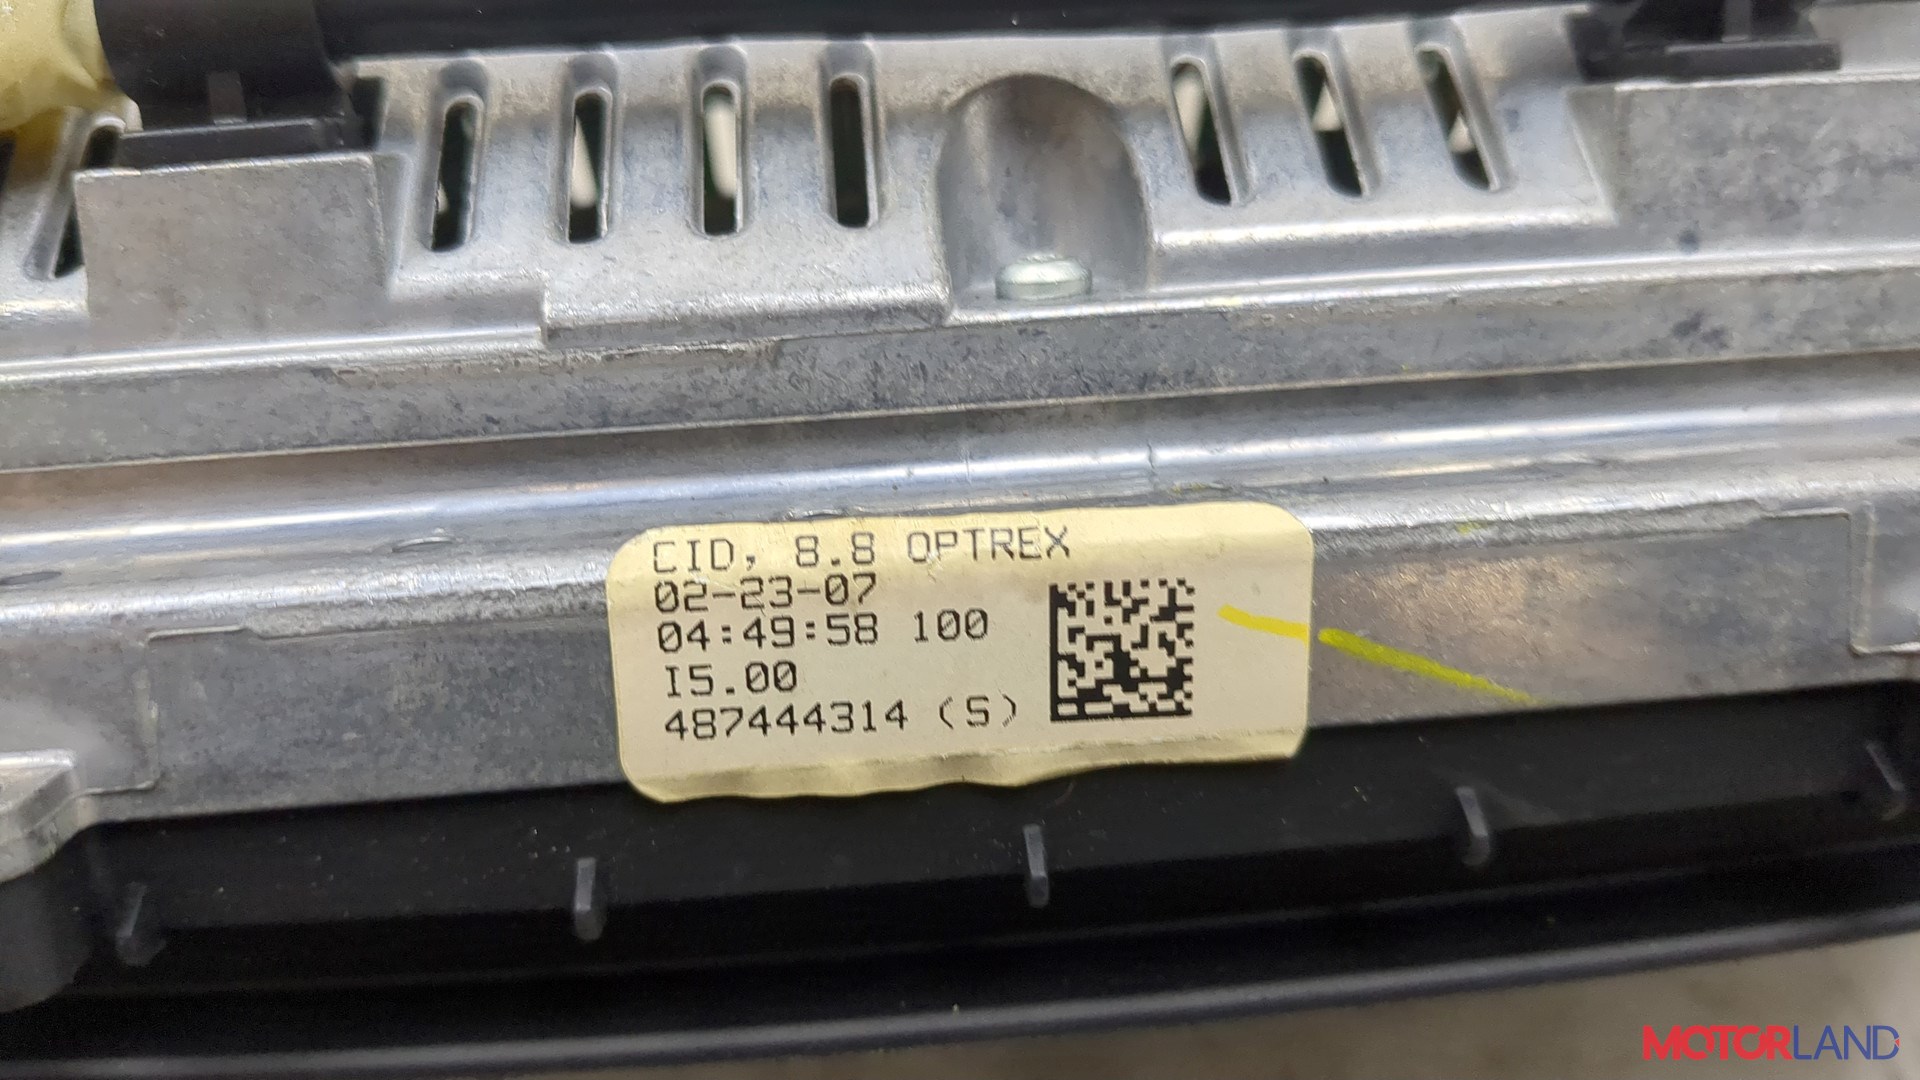 CID, 8.8 OPTREX
02-23-07
04:49:58 100
I5.00
487444314 (S)
MOTORLAND